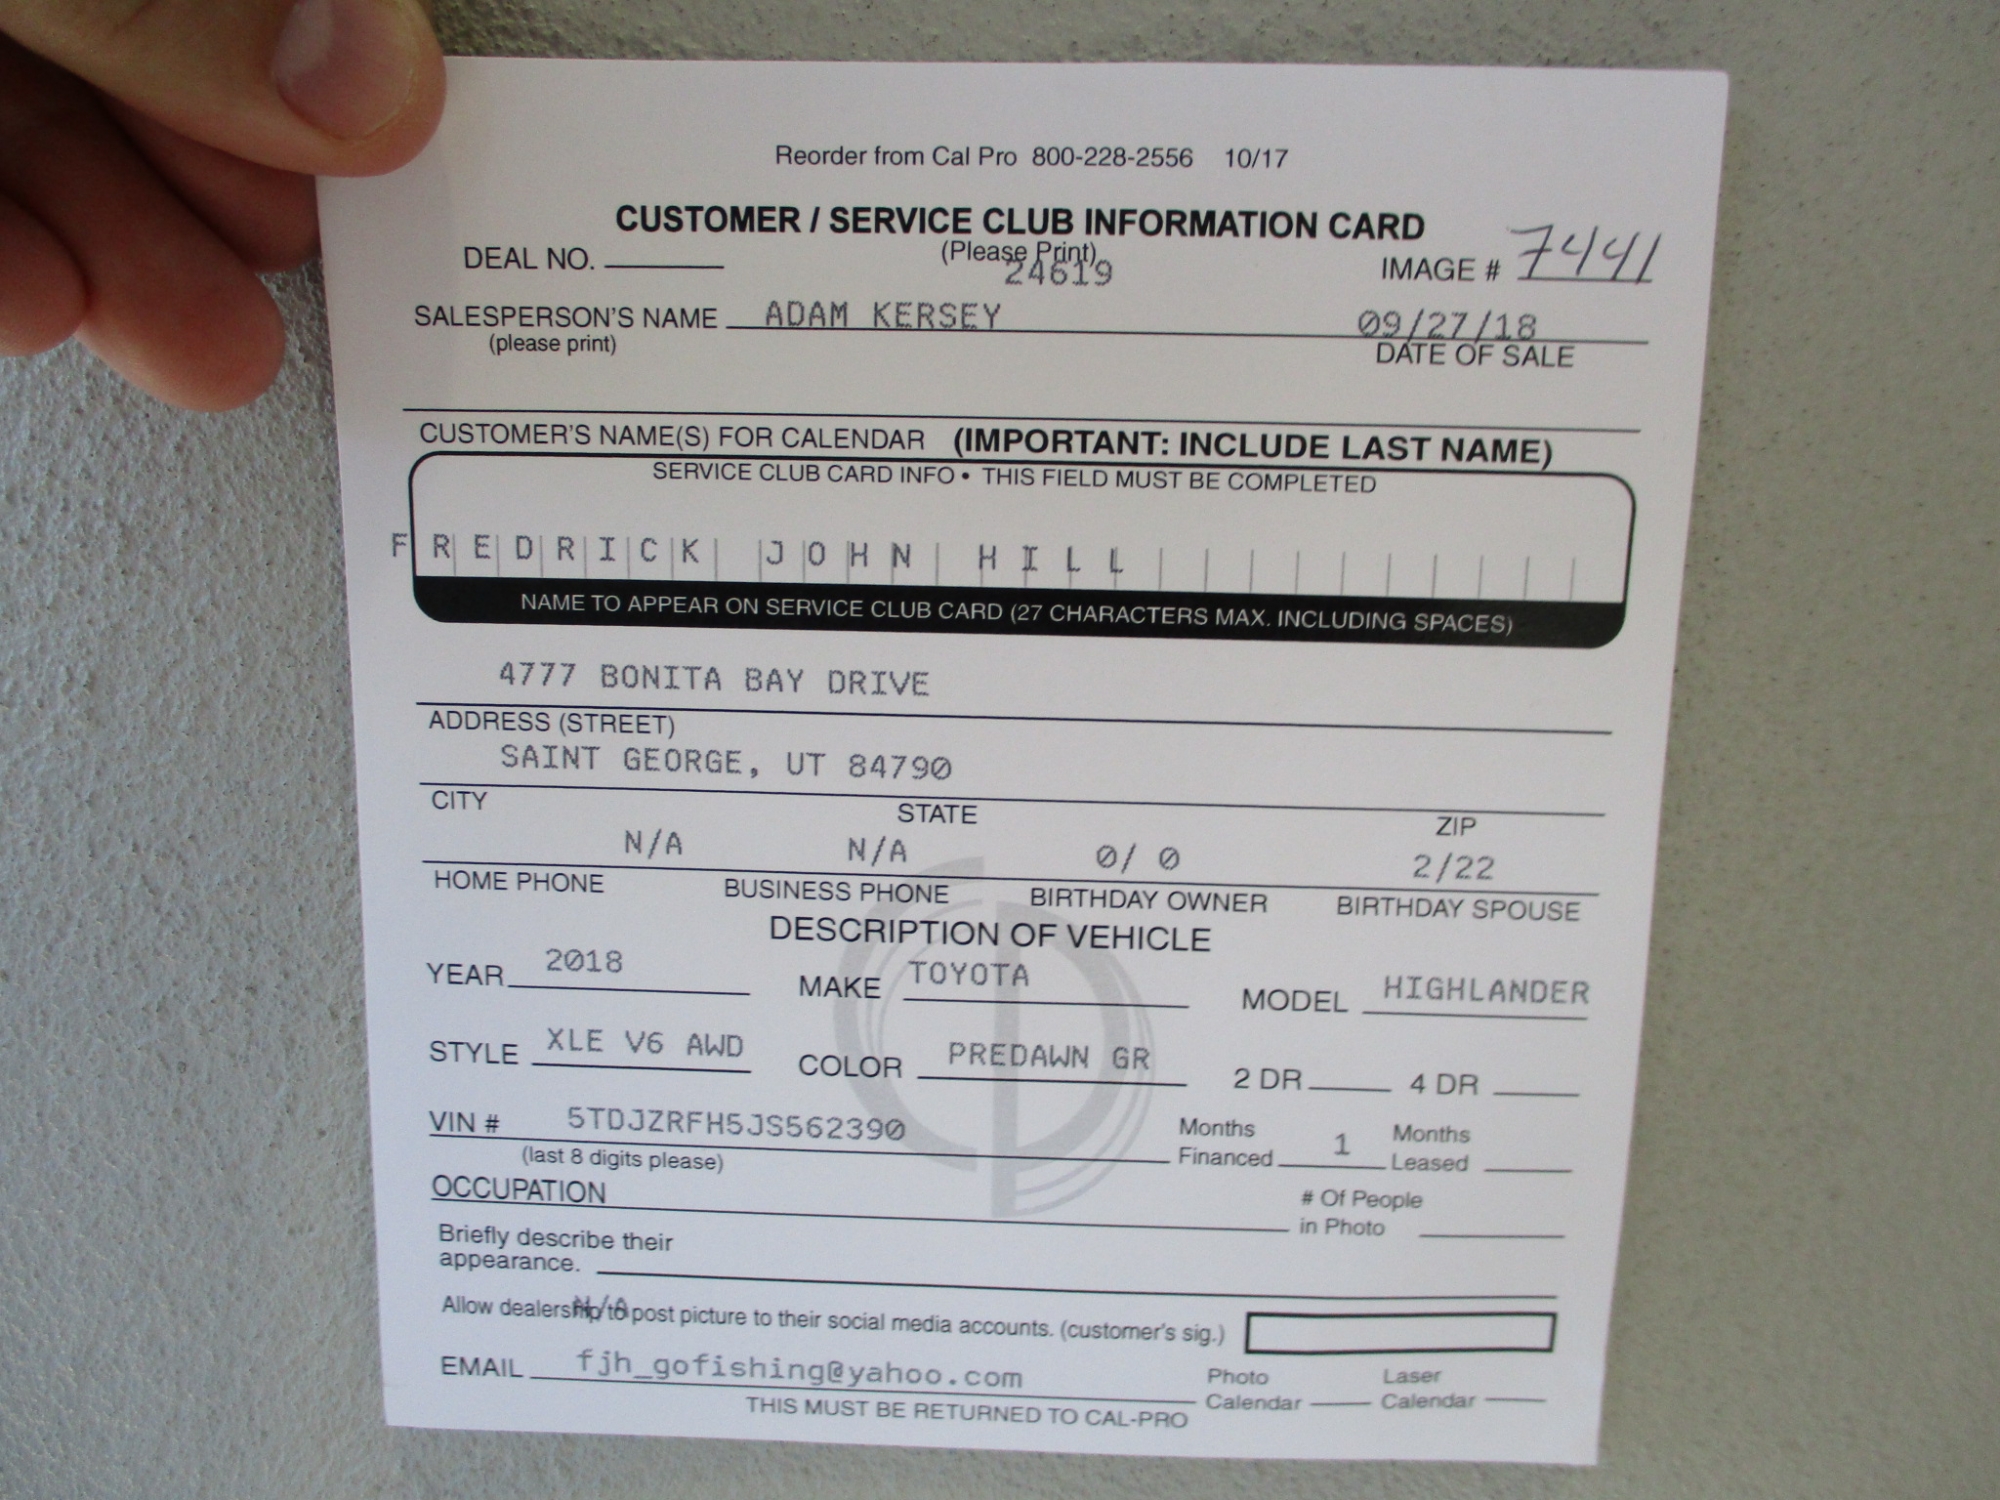 Reorder from Cal Pro 800-228-2556 10/17
CUSTOMER / SERVICE CLUB INFORMATION CARD
(Please Print)
DEAL NO. 24619 IMAGE # 7441
SALESPERSON'S NAME ADAM KERSEY 09/27/18
(please print) DATE OF SALE
CUSTOMER'S NAME(S) FOR CALENDAR (IMPORTANT: INCLUDE LAST NAME)
SERVICE CLUB CARD INFO • THIS FIELD MUST BE COMPLETED
FREDRICK JOHN HILL
NAME TO APPEAR ON SERVICE CLUB CARD (27 CHARACTERS MAX. INCLUDING SPACES)
4777 BONITA BAY DRIVE
ADDRESS (STREET)
SAINT GEORGE, UT 84790
CITY STATE ZIP
N/A N/A 0/ 0 2/22
HOME PHONE BUSINESS PHONE BIRTHDAY OWNER BIRTHDAY SPOUSE
DESCRIPTION OF VEHICLE
YEAR 2018 MAKE TOYOTA MODEL HIGHLANDER
STYLE XLE V6 AWD COLOR PREDAWN GR 2 DR 4 DR
VIN # 5TDJZRFH5JS562390 Months Financed 1 Months Leased
(last 8 digits please)
OCCUPATION # Of People in Photo
Briefly describe their
appearance.
N/A
Allow dealership to post picture to their social media accounts. (customer's sig.)
EMAIL fjh_gofishing@yahoo.com Photo Calendar Laser Calendar
THIS MUST BE RETURNED TO CAL-PRO